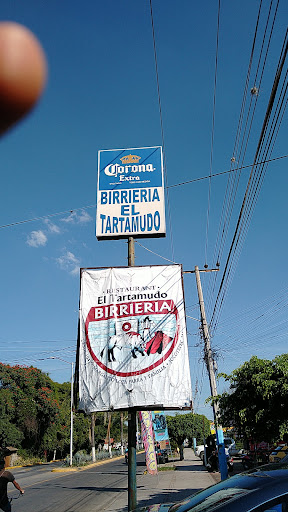 Corona
Extra
BIRRIERIA
EL
TARTAMUDO
RESTAURANT
El Tartamudo
BIRRIERIA